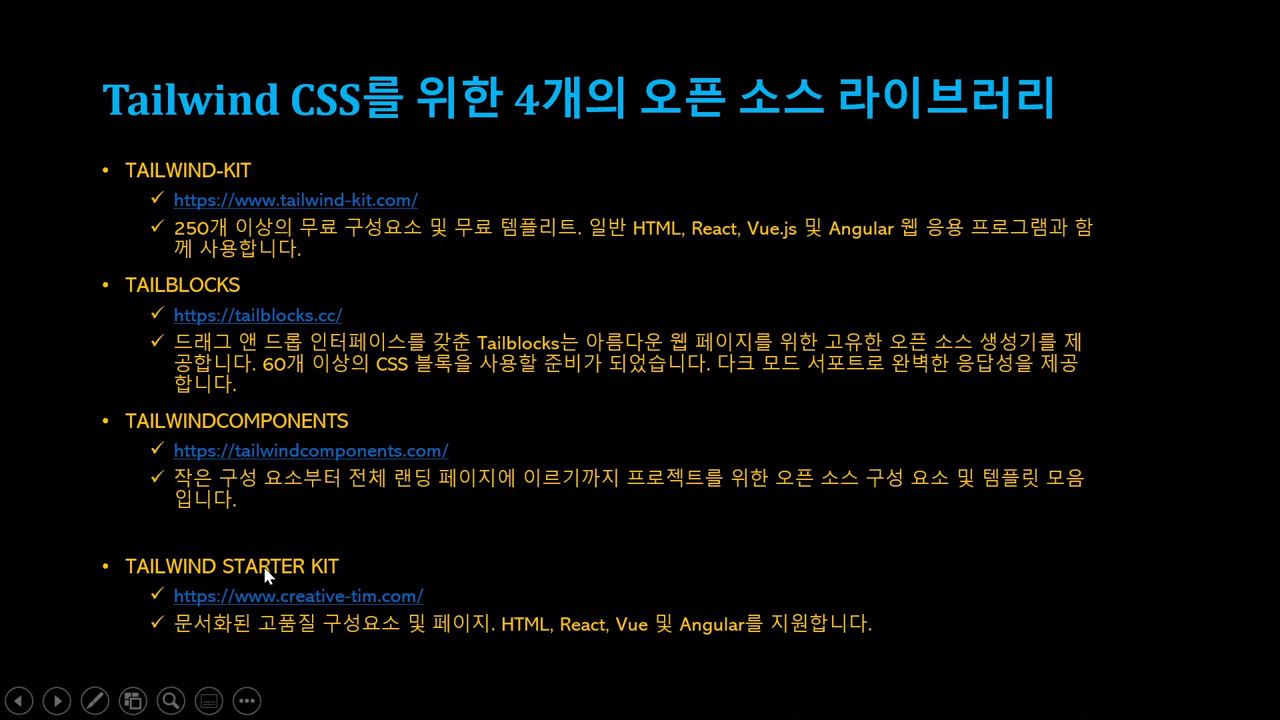 Tailwind CSS를 위한 4개의 오픈 소스 라이브러리
• TAILWIND-KIT
✓ https://www.tailwind-kit.com/
✓ 250개 이상의 무료 구성요소 및 무료 템플리트. 일반 HTML, React, Vue.js 및 Angular 웹 응용 프로그램과 함
께 사용합니다.
• TAILBLOCKS
✓ https://tailblocks.cc/
✓ 드래그 앤 드롭 인터페이스를 갖춘 Tailblocks는 아름다운 웹 페이지를 위한 고유한 오픈 소스 생성기를 제
공합니다. 60개 이상의 CSS 블록을 사용할 준비가 되었습니다. 다크 모드 서포트로 완벽한 응답성을 제공
합니다.
• TAILWINDCOMPONENTS
✓ https://tailwindcomponents.com/
✓ 작은 구성 요소부터 전체 랜딩 페이지에 이르기까지 프로젝트를 위한 오픈 소스 구성 요소 및 템플릿 모음
입니다.
• TAILWIND STARTER KIT
✓ https://www.creative-tim.com/
✓ 문서화된 고품질 구성요소 및 페이지. HTML, React, Vue 및 Angular를 지원합니다.